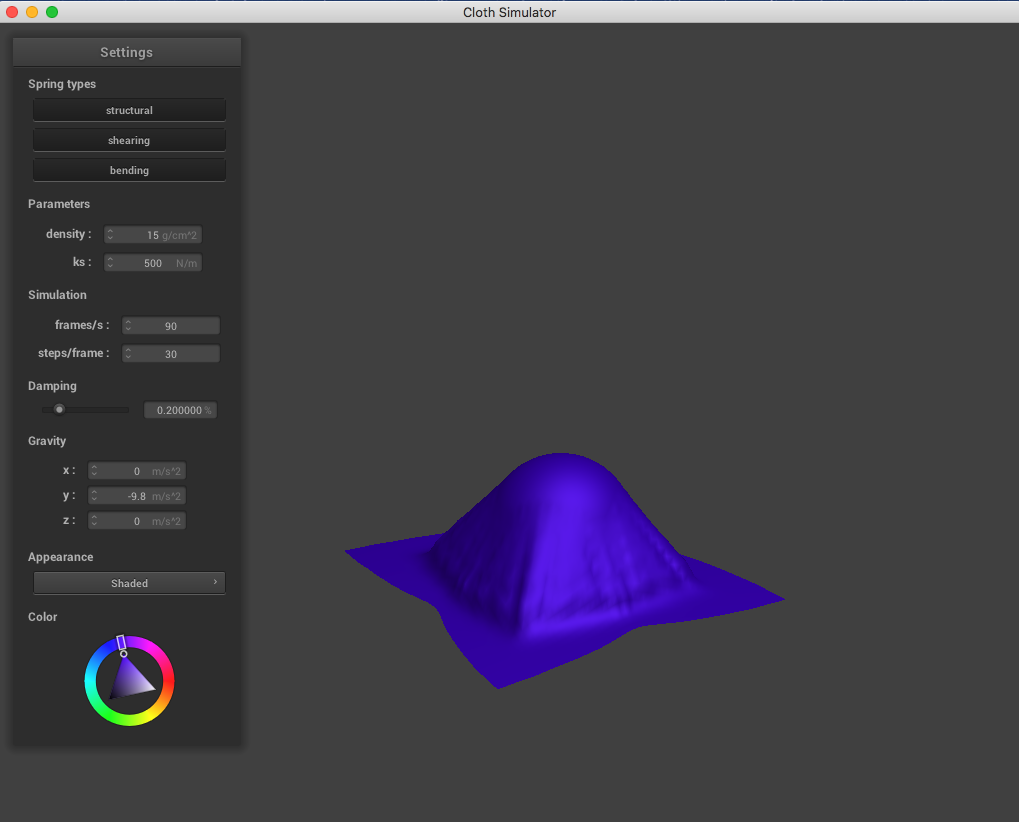 Cloth Simulator
Settings
Spring types
structural
shearing
bending
Parameters
density : 15 g/cm^2
ks : 500 N/m
Simulation
frames/s : 90
steps/frame : 30
Damping
0.200000 %
Gravity
x : 0 m/s^2
y : -9.8 m/s^2
z : 0 m/s^2
Appearance
Shaded
Color